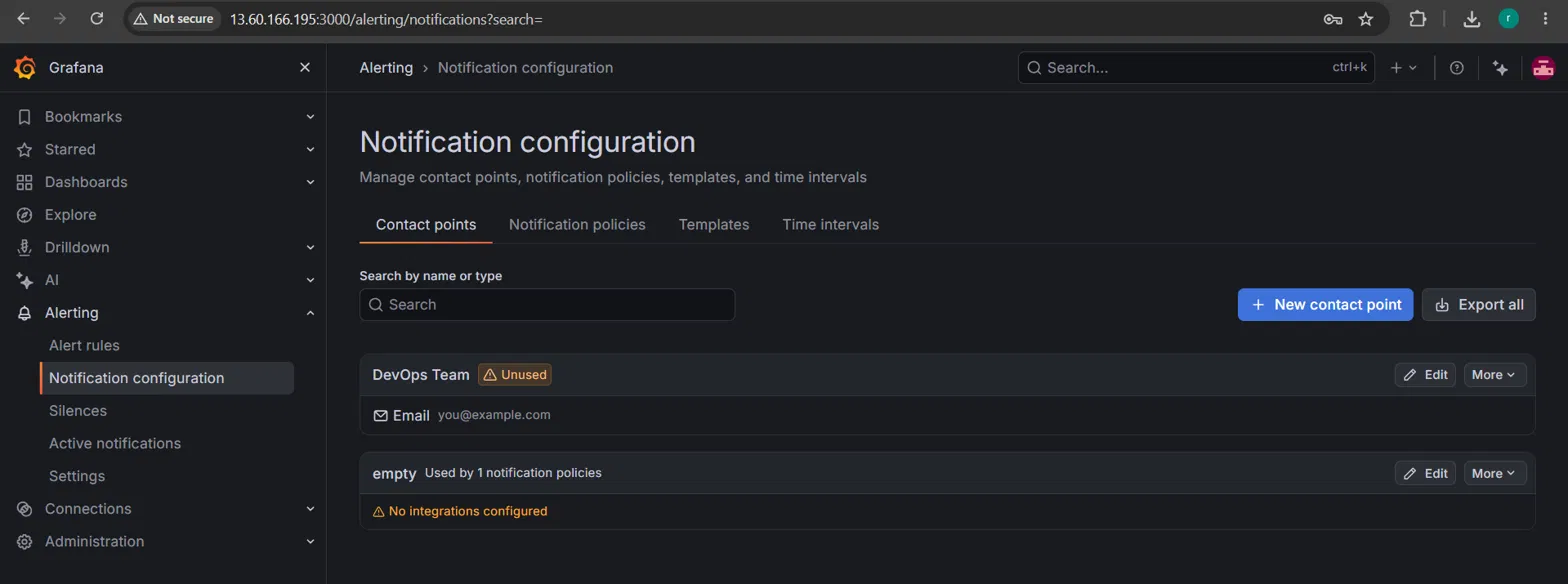 Not secure 13.60.166.195:3000/alerting/notifications?search= r
Grafana
Alerting › Notification configuration
Search... ctrl+k
Bookmarks
Starred
Dashboards
Explore
Drilldown
AI
Alerting
Alert rules
Notification configuration
Silences
Active notifications
Settings
Connections
Administration
Notification configuration
Manage contact points, notification policies, templates, and time intervals
Contact points Notification policies Templates Time intervals
Search by name or type
Search
New contact point Export all
DevOps Team Unused Edit More
Email you@example.com
empty Used by 1 notification policies Edit More
No integrations configured